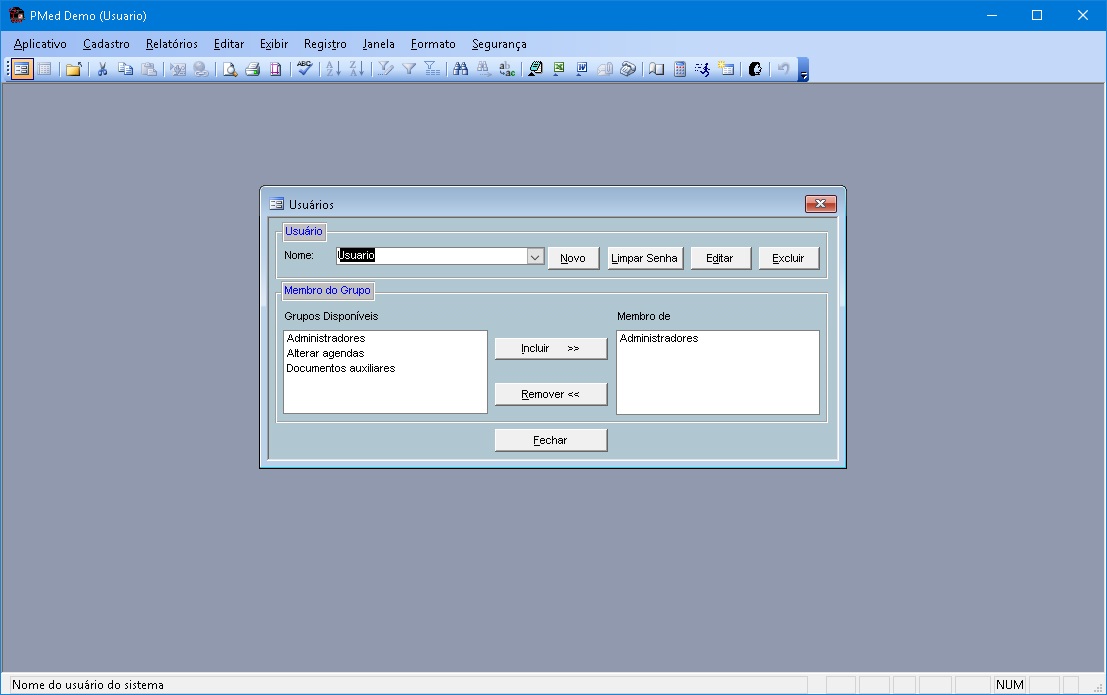 PMed Demo (Usuario)
Aplicativo Cadastro Relatórios Editar Exibir Registro Janela Formato Segurança
Usuários
Usuário
Nome: Usuario Novo Limpar Senha Editar Excluir
Membro do Grupo
Grupos Disponíveis Membro de
Administradores Administradores
Alterar agendas Incluir >>
Documentos auxiliares
Remover <<
Fechar
Nome do usuário do sistema NUM